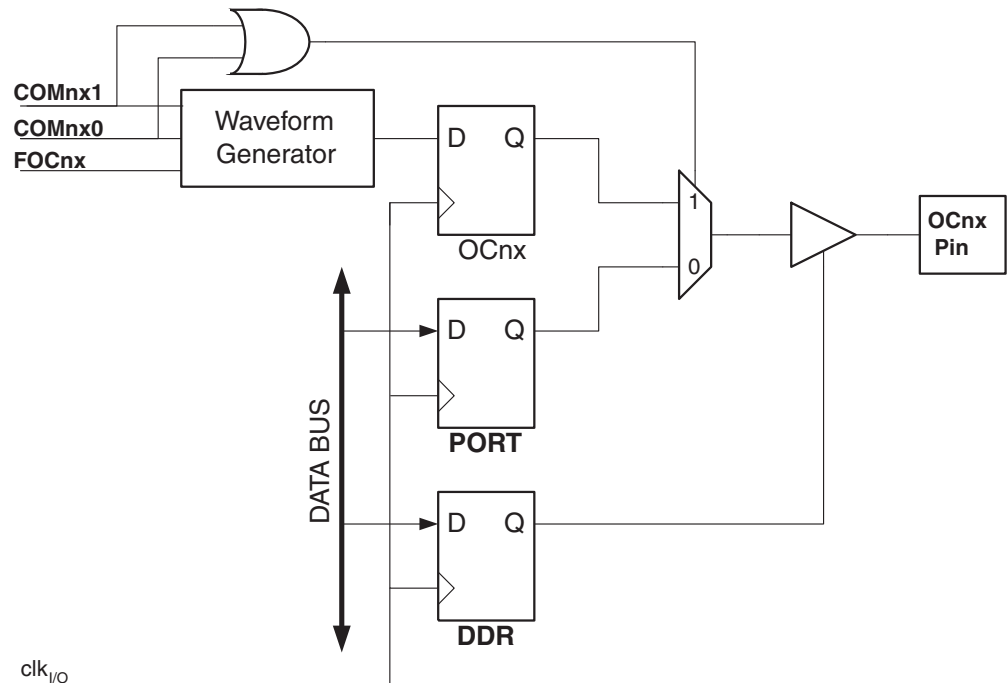 COMnx1
COMnx0
FOCnx
Waveform
Generator
D Q
OCnx
1
0
OCnx
Pin
D Q
PORT
DATA BUS
D Q
DDR
clkI/O